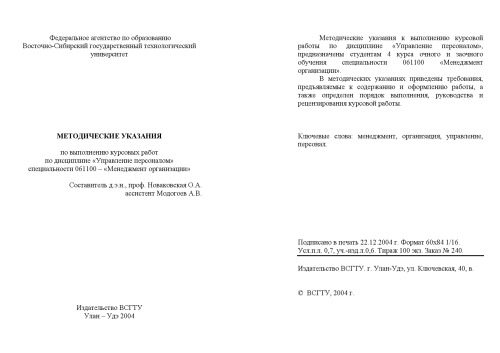 Федеральное агентство по образованию
Восточно-Сибирский государственный технологический
университет
МЕТОДИЧЕСКИЕ УКАЗАНИЯ
по выполнению курсовых работ
по дисциплине «Управление персоналом»
специальности 061100 – «Менеджмент организации»
Составитель д.э.н., проф. Новаковская О.А.
ассистент Модогоев А.В.
Издательство ВСГТУ
Улан – Удэ 2004
Методические указания к выполнению курсовой
работы по дисциплине «Управление персоналом»,
предназначены студентам 4 курса очного и заочного
обучения специальности 061100 «Менеджмент
организации».
В методических указаниях приведены требования,
предъявляемые к содержанию и оформлению работы, а
также определен порядок выполнения, руководства и
рецензирования курсовой работы.
Ключевые слова: менеджмент, организация, управление,
персонал.
Подписано в печать 22.12.2004 г. Формат 60х84 1/16.
Усл.п.л. 0,7, уч.-изд.л.0,6. Тираж 100 экз. Заказ № 240.
Издательство ВСГТУ. г. Улан-Удэ, ул. Ключевская, 40, в.
© ВСГТУ, 2004 г.